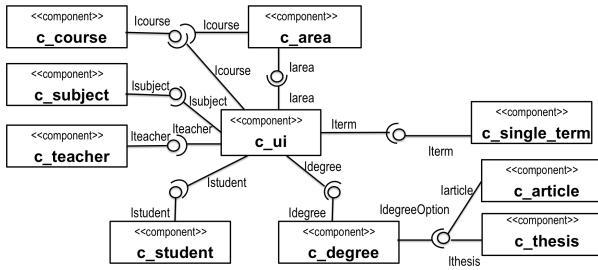 <<component>>
c_course
Icourse
Icourse
<<component>>
c_area
Icourse
Iarea
Iarea
<<component>>
c_subject
Isubject
Isubject
<<component>>
c_teacher
Iteacher
Iteacher
<<component>>
c_ui
Iterm
Iterm
<<component>>
c_single_term
Istudent
Istudent
<<component>>
c_student
Idegree
Idegree
<<component>>
c_degree
IdegreeOption
Iarticle
<<component>>
c_article
Ithesis
<<component>>
c_thesis